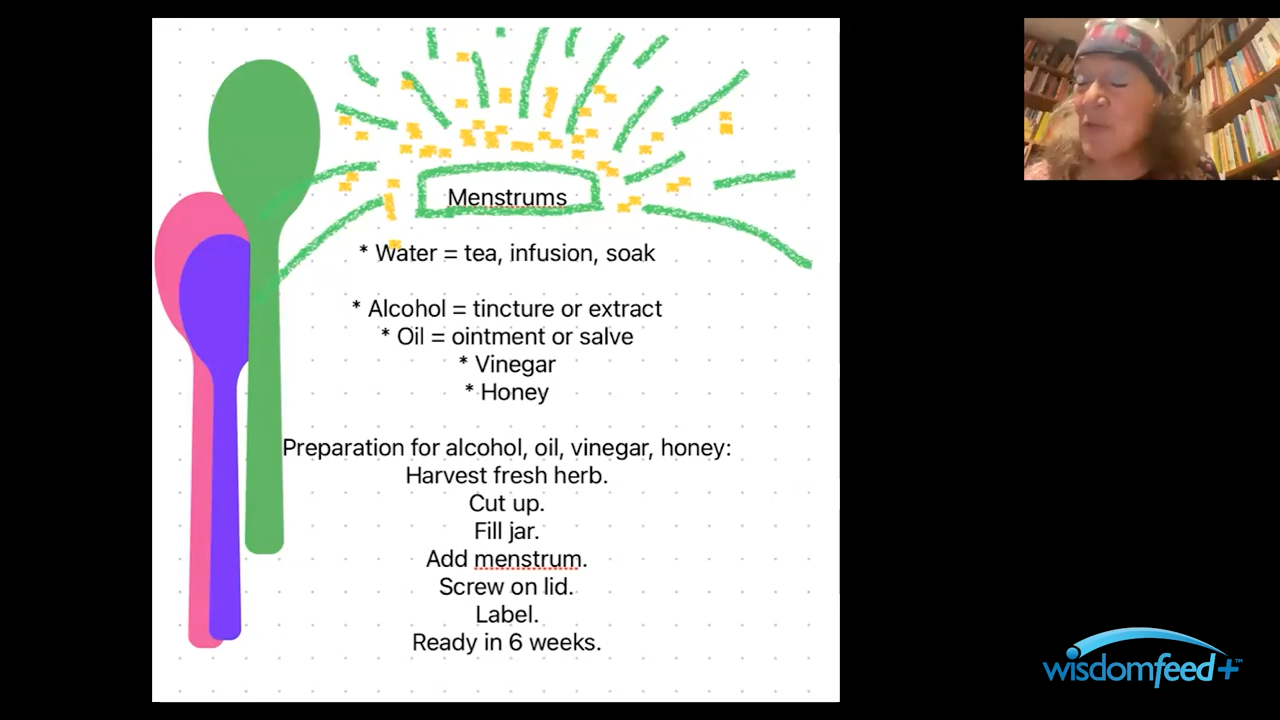 Menstrums
* Water = tea, infusion, soak
* Alcohol = tincture or extract
* Oil = ointment or salve
* Vinegar
* Honey
Preparation for alcohol, oil, vinegar, honey:
Harvest fresh herb.
Cut up.
Fill jar.
Add menstrum.
Screw on lid.
Label.
Ready in 6 weeks.
wisdomfeed+™